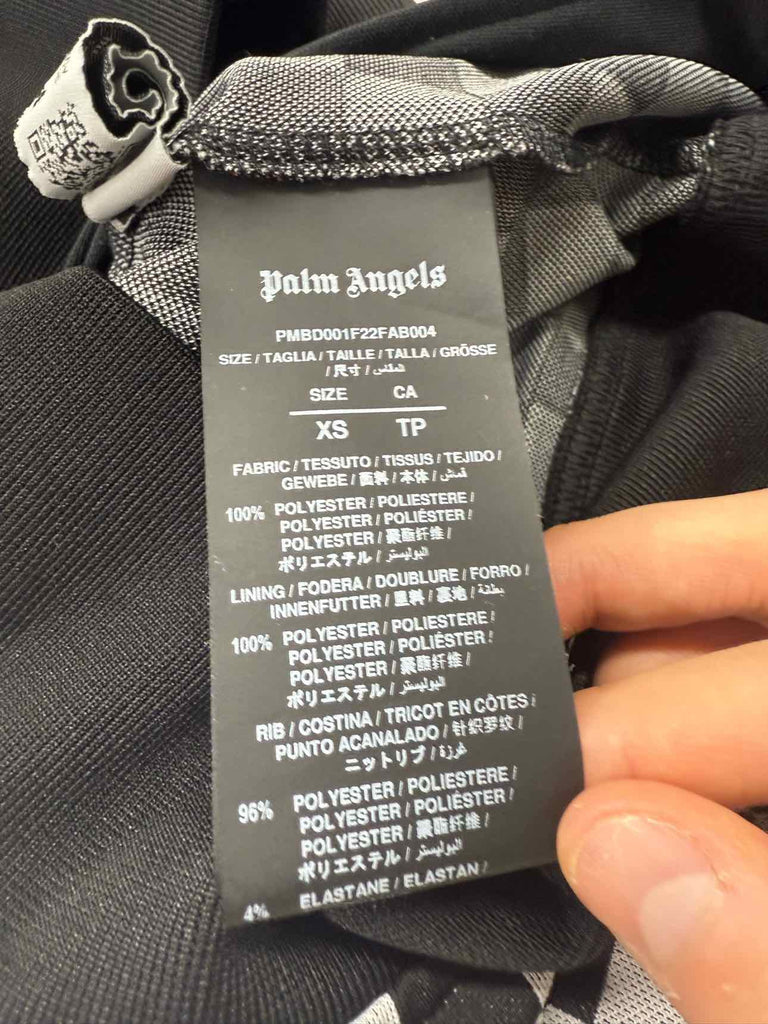 Palm Angels
PMBD001F22FAB004
SIZE / TAGLIA / TAILLE / TALLA / GRÖSSE
/ 尺寸 / المقاس
SIZE CA
XS TP
FABRIC / TESSUTO / TISSUS / TEJIDO /
GEWEBE / 面料 / 本体 / قماش
100% POLYESTER / POLIESTERE /
POLYESTER / POLIÉSTER /
POLYESTER / 聚酯纤维 /
ポリエステル / البوليستر
LINING / FODERA / DOUBLURE / FORRO /
INNENFUTTER / 里料 / 裏地 / بطانة
100% POLYESTER / POLIESTERE /
POLYESTER / POLIÉSTER /
POLYESTER / 聚酯纤维 /
ポリエステル / البوليستر
RIB / COSTINA / TRICOT EN CÔTES /
PUNTO ACANALADO / 针织罗纹 /
ニットリブ / غرزة
96% POLYESTER / POLIESTERE /
POLYESTER / POLIÉSTER /
POLYESTER / 聚酯纤维 /
ポリエステル / البوليستر
4% ELASTANE / ELASTAN /